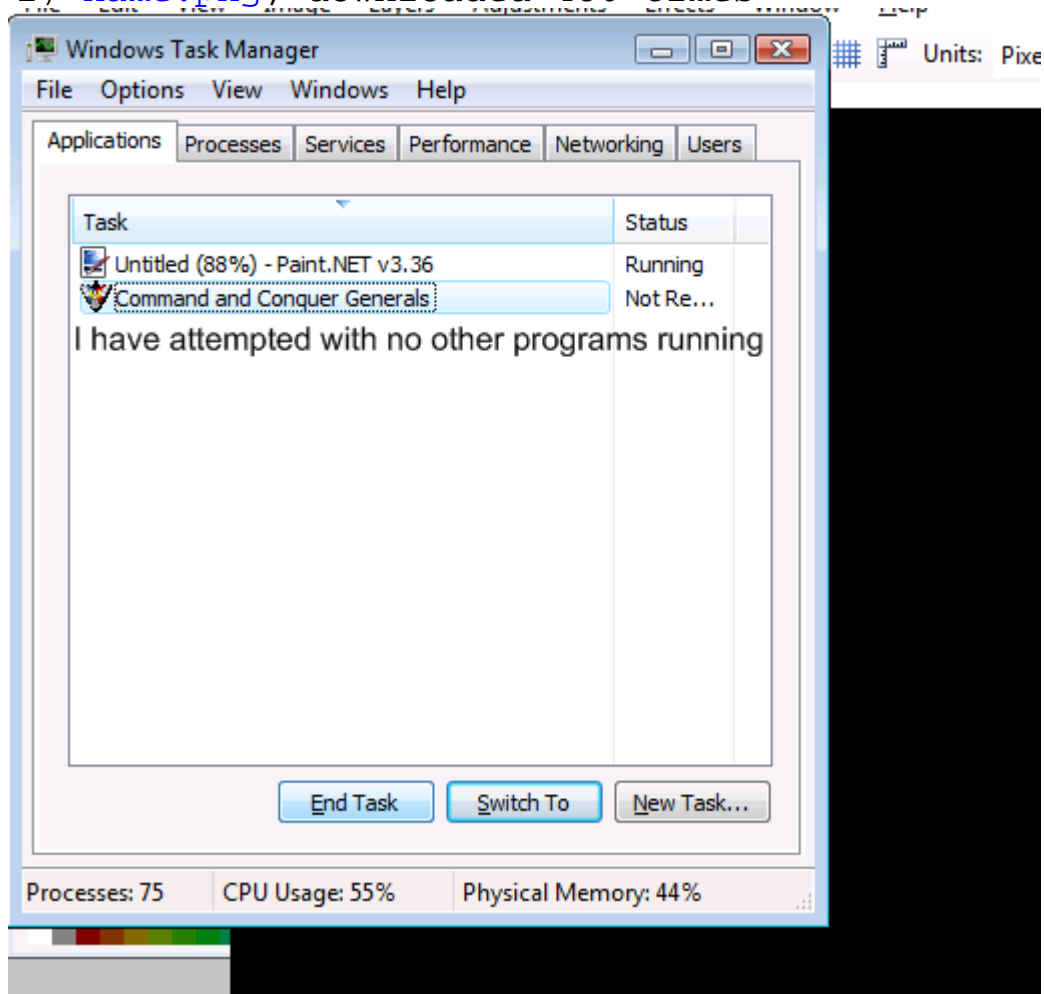 Windows Task Manager
Units: Pixe
File Options View Windows Help
Applications Processes Services Performance Networking Users
Task Status
Untitled (88%) - Paint.NET v3.36 Running
Command and Conquer Generals Not Re...
I have attempted with no other programs running
End Task Switch To New Task...
Processes: 75 CPU Usage: 55% Physical Memory: 44%